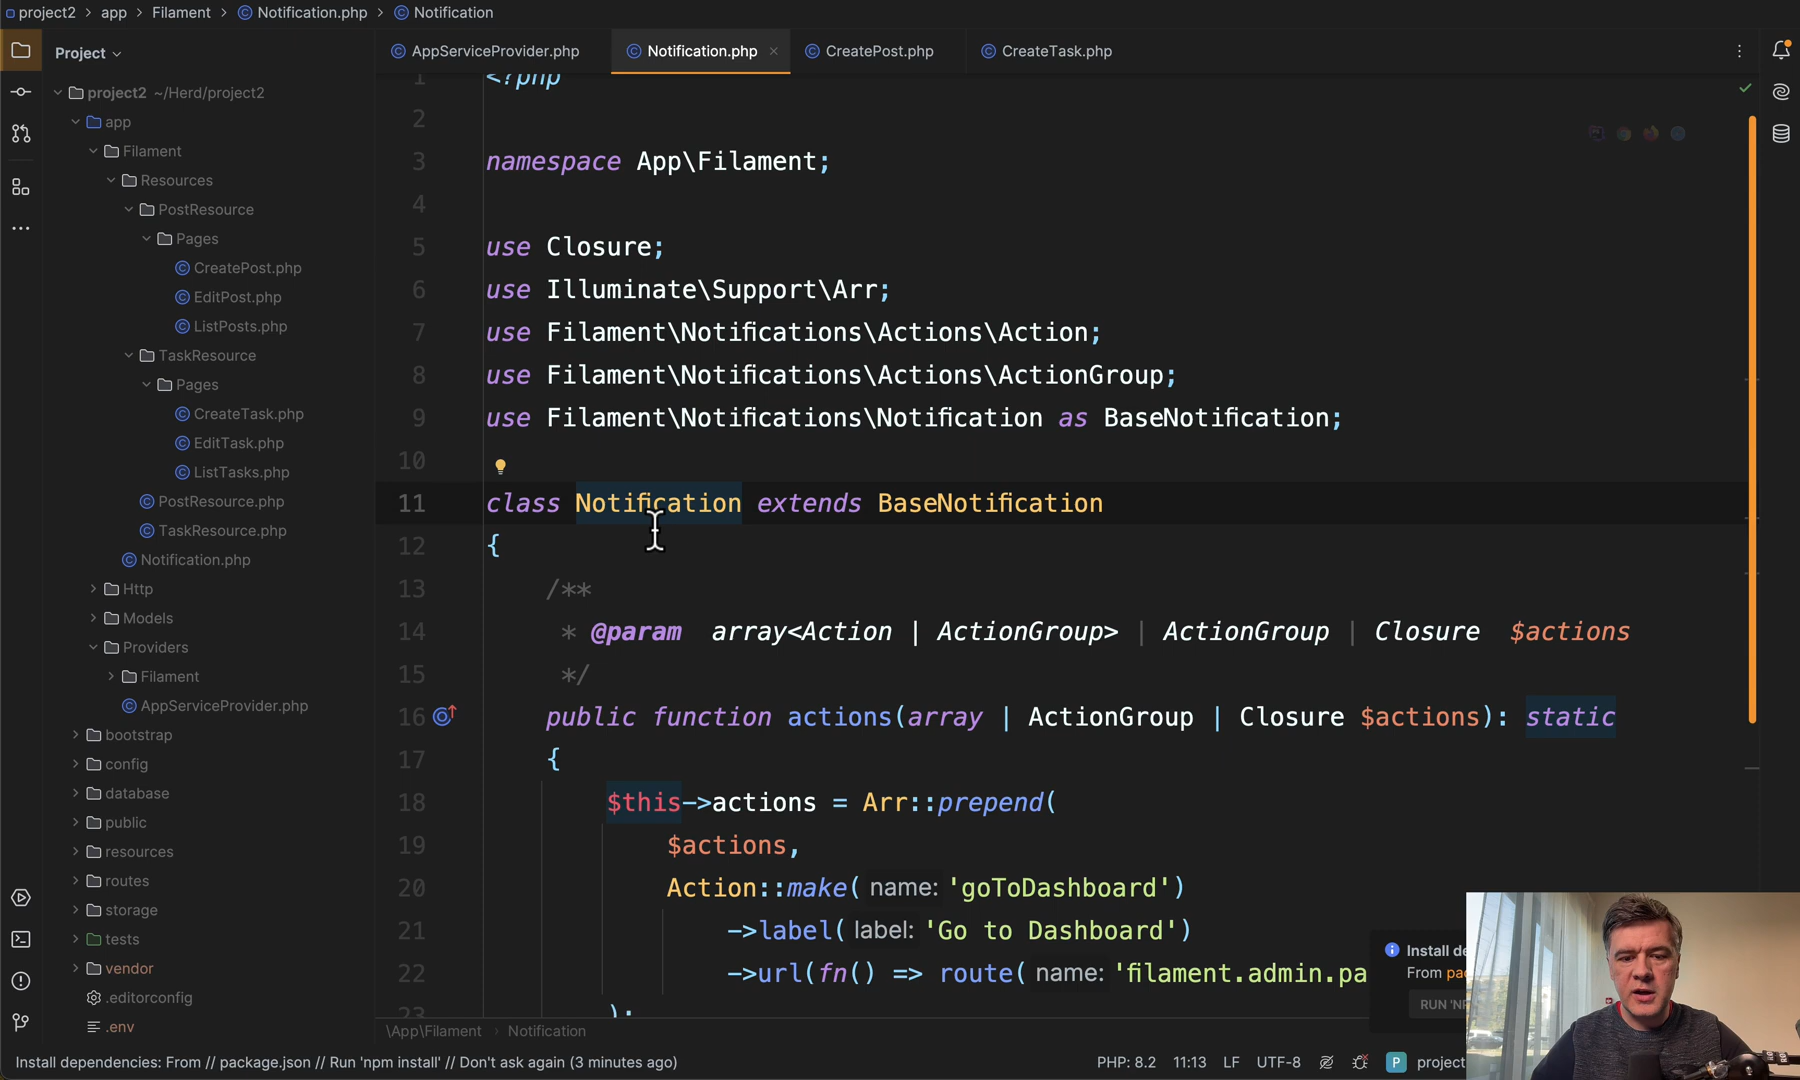 project2 > app > Filament > Notification.php > Notification
Project
AppServiceProvider.php
Notification.php
CreatePost.php
CreateTask.php
project2 ~/Herd/project2
app
Filament
Resources
PostResource
Pages
CreatePost.php
EditPost.php
ListPosts.php
TaskResource
Pages
CreateTask.php
EditTask.php
ListTasks.php
PostResource.php
TaskResource.php
Notification.php
Http
Models
Providers
Filament
AppServiceProvider.php
bootstrap
config
database
public
resources
routes
storage
tests
vendor
.editorconfig
.env
1 <?php
2
3 namespace App\Filament;
4
5 use Closure;
6 use Illuminate\Support\Arr;
7 use Filament\Notifications\Actions\Action;
8 use Filament\Notifications\Actions\ActionGroup;
9 use Filament\Notifications\Notification as BaseNotification;
10
11 class Notification extends BaseNotification
12 {
13 /**
14 * @param array<Action | ActionGroup> | ActionGroup | Closure $actions
15 */
16 public function actions(array | ActionGroup | Closure $actions): static
17 {
18 $this->actions = Arr::prepend(
19 $actions,
20 Action::make( name: 'goToDashboard')
21 ->label( label: 'Go to Dashboard')
22 ->url(fn() => route( name: 'filament.admin.pa
23 );
Install de
From pac
RUN 'NP
\App\Filament > Notification
Install dependencies: From // package.json // Run 'npm install' // Don't ask again (3 minutes ago)
PHP: 8.2 11:13 LF UTF-8 P project